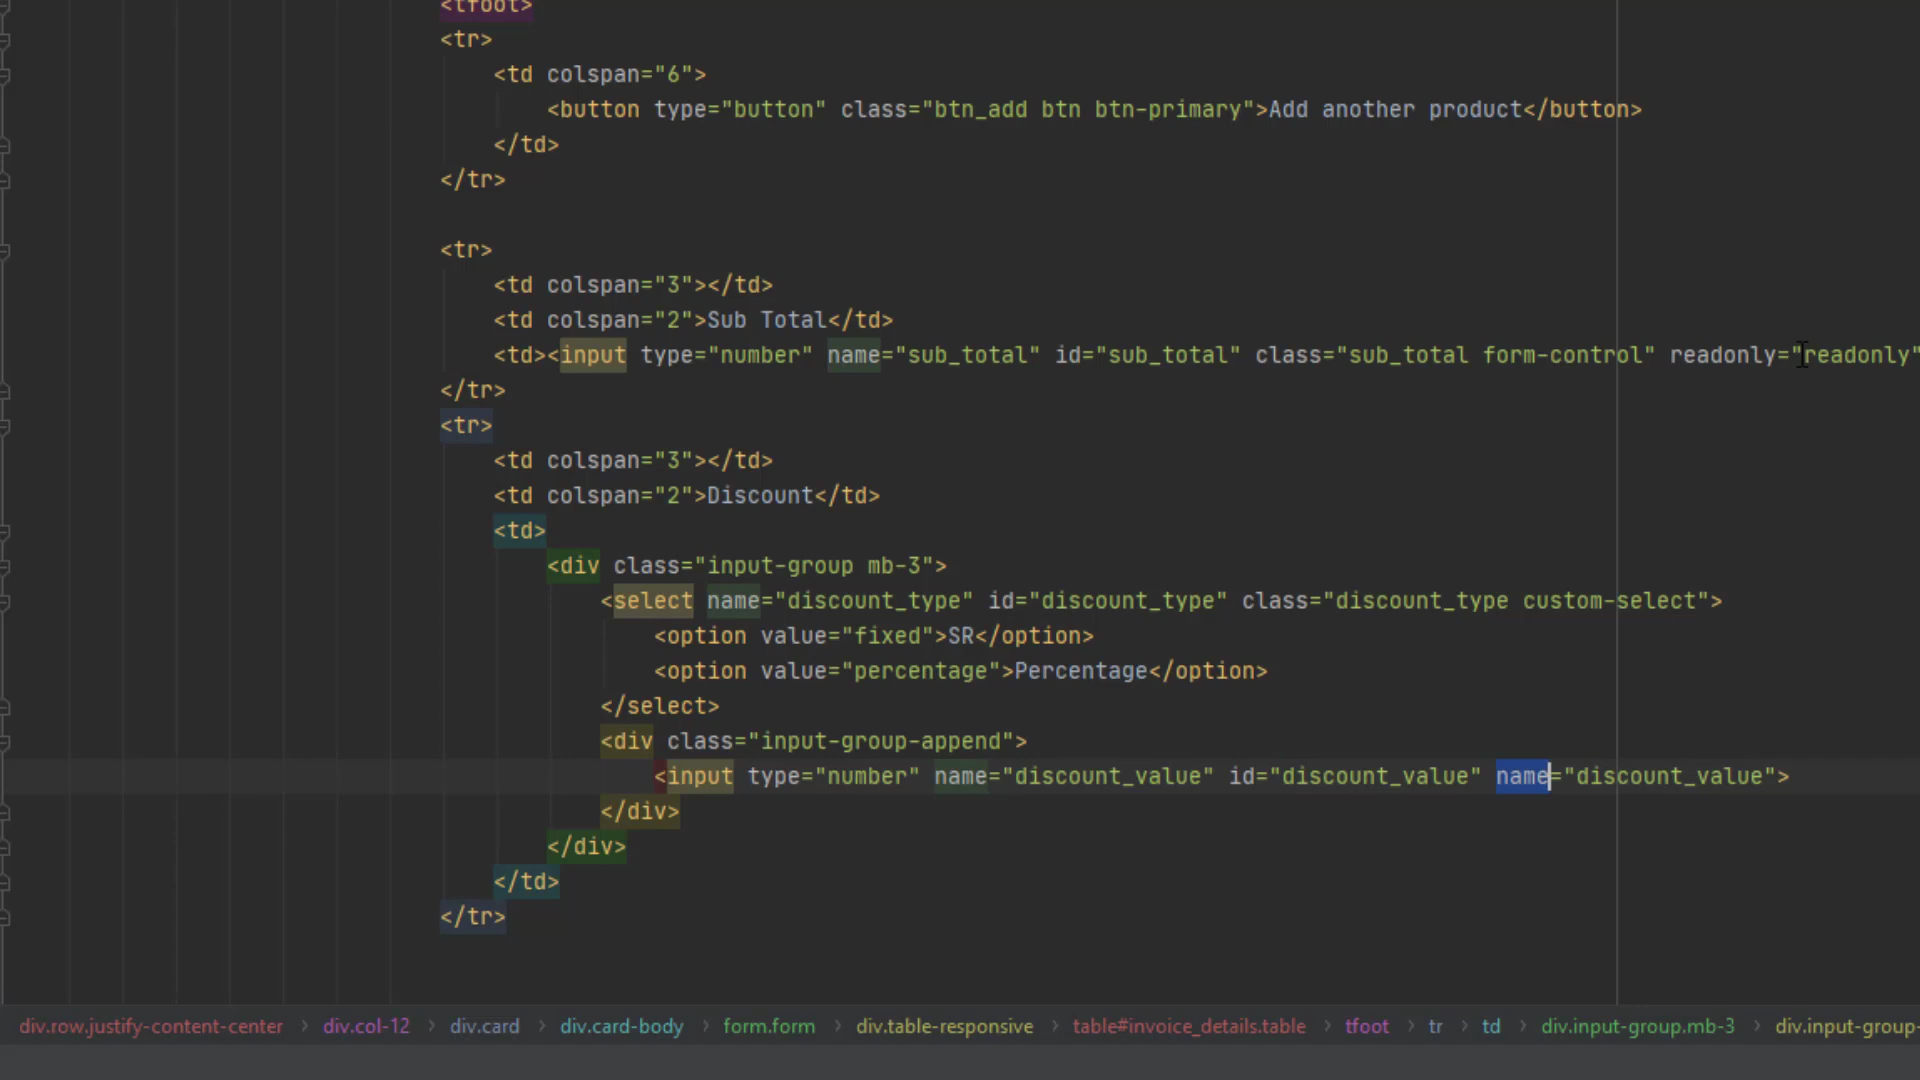 <tfoot>
<tr>
<td colspan="6">
<button type="button" class="btn_add btn btn-primary">Add another product</button>
</td>
</tr>
<tr>
<td colspan="3"></td>
<td colspan="2">Sub Total</td>
<td><input type="number" name="sub_total" id="sub_total" class="sub_total form-control" readonly="readonly"
</tr>
<tr>
<td colspan="3"></td>
<td colspan="2">Discount</td>
<td>
<div class="input-group mb-3">
<select name="discount_type" id="discount_type" class="discount_type custom-select">
<option value="fixed">SR</option>
<option value="percentage">Percentage</option>
</select>
<div class="input-group-append">
<input type="number" name="discount_value" id="discount_value" name="discount_value">
</div>
</div>
</td>
</tr>
div.row.justify-content-center › div.col-12 › div.card › div.card-body › form.form › div.table-responsive › table#invoice_details.table › tfoot › tr › td › div.input-group.mb-3 › div.input-group-